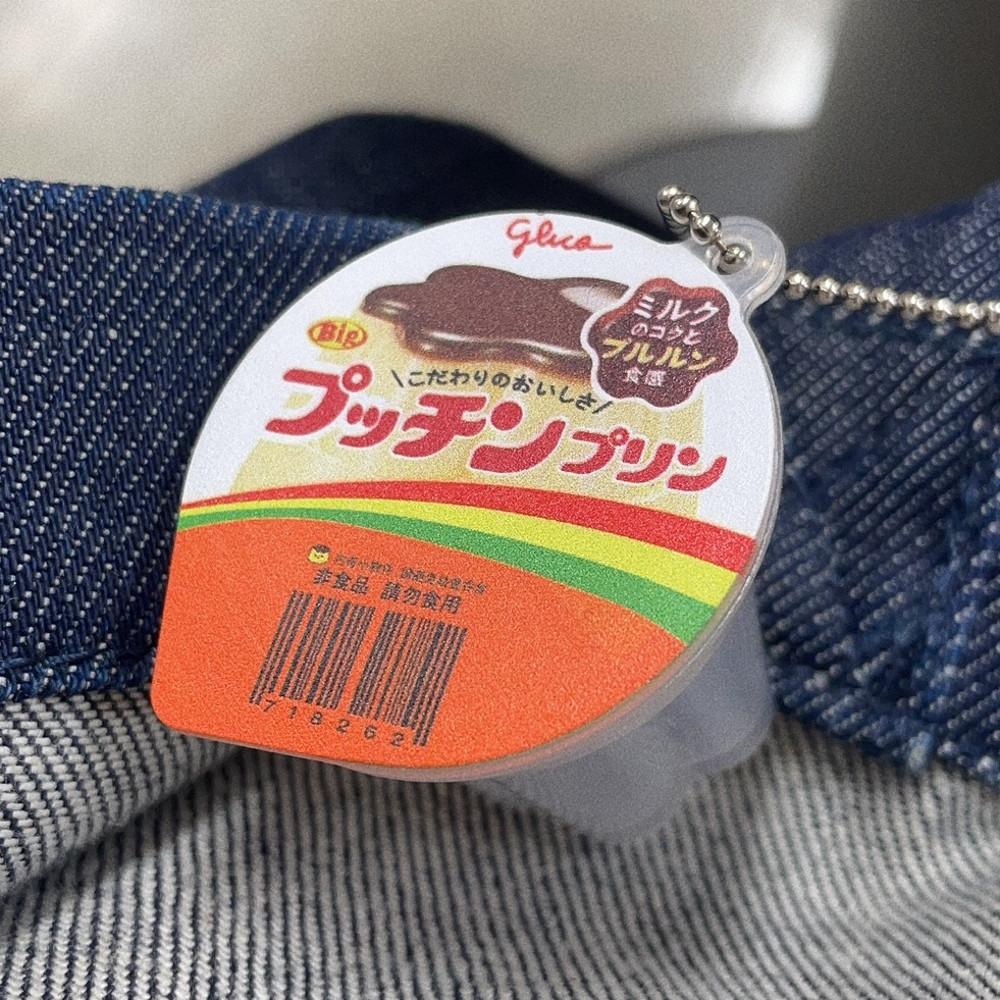 Glico
Big
ミルク
のコクと
プルルン
食感
\こだわりのおいしさ/
プッチンプリン
非食品 請勿食用
718262